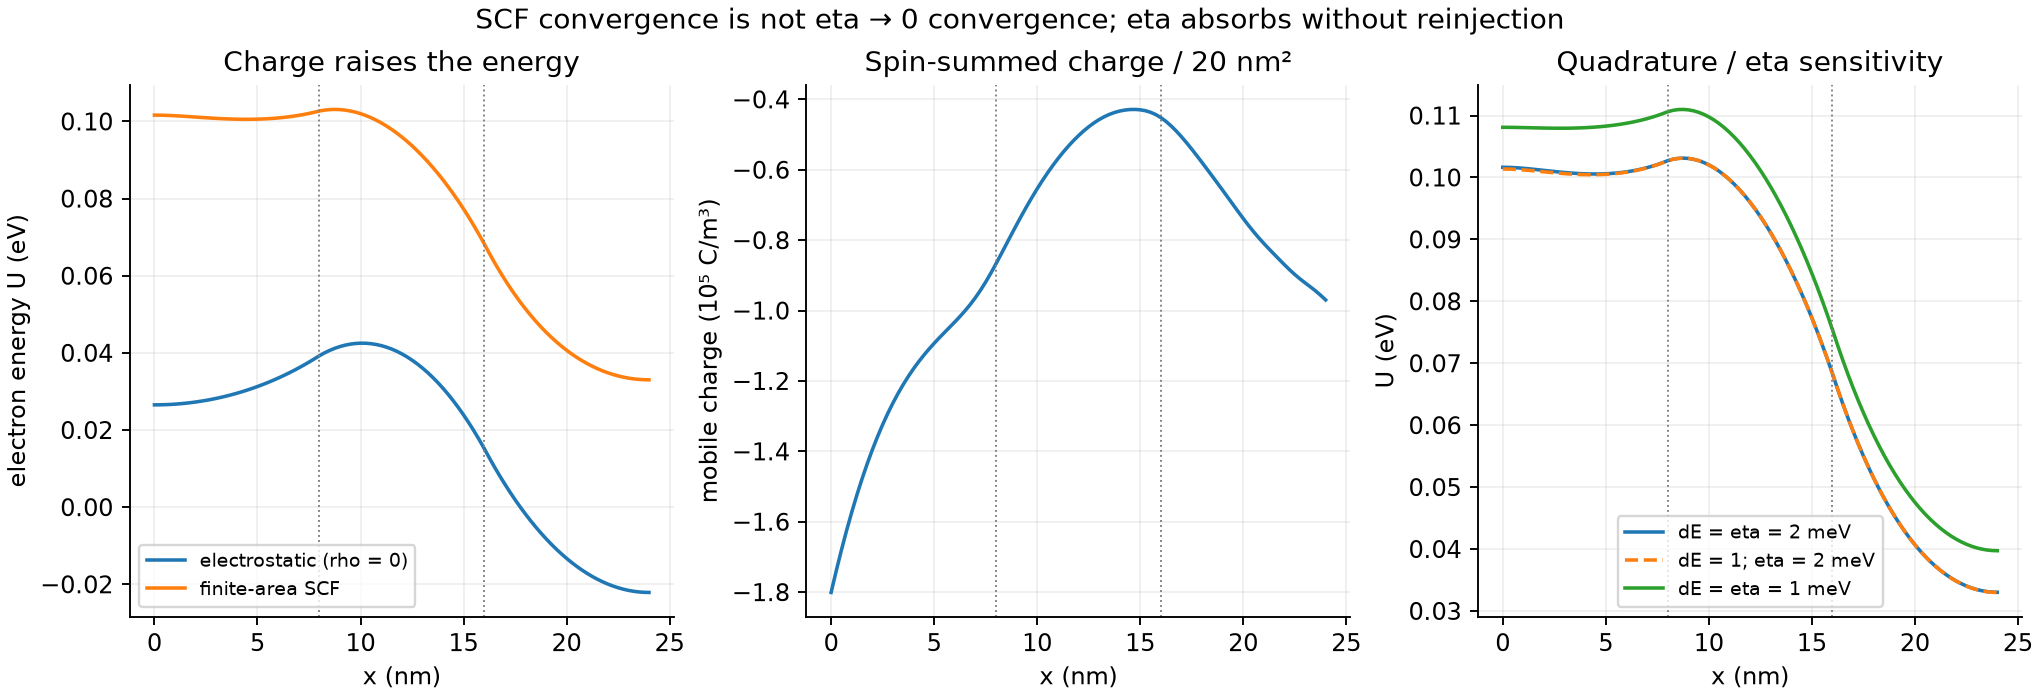 SCF convergence is not eta → 0 convergence; eta absorbs without reinjection
Charge raises the energy
electron energy U (eV)
0.10
0.08
0.06
0.04
0.02
0.00
−0.02
electrostatic (rho = 0)
finite-area SCF
0 5 10 15 20 25
x (nm)
Spin-summed charge / 20 nm²
mobile charge (10⁵ C/m³)
−0.4
−0.6
−0.8
−1.0
−1.2
−1.4
−1.6
−1.8
0 5 10 15 20 25
x (nm)
Quadrature / eta sensitivity
U (eV)
0.11
0.10
0.09
0.08
0.07
0.06
0.05
0.04
0.03
dE = eta = 2 meV
dE = 1; eta = 2 meV
dE = eta = 1 meV
0 5 10 15 20 25
x (nm)